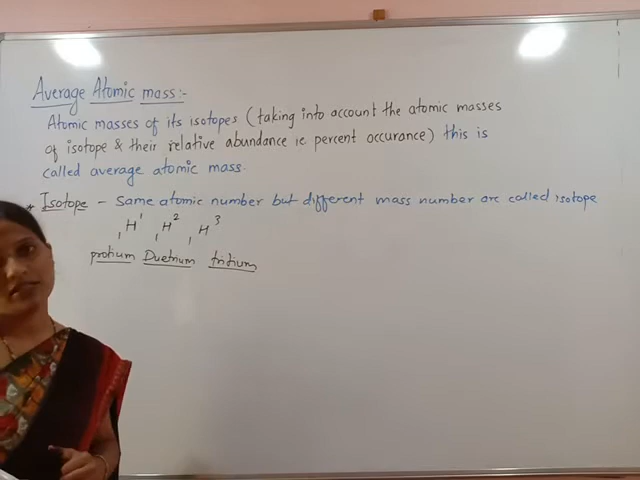 Average Atomic mass:-
Atomic masses of its isotopes (taking into account the atomic masses
of isotope & their relative abundance ie percent occurance) this is
called average atomic mass.
* Isotope - Same atomic number but different mass number are called isotope
₁H¹ ₁H² ₁H³
protium Duetrium tritium